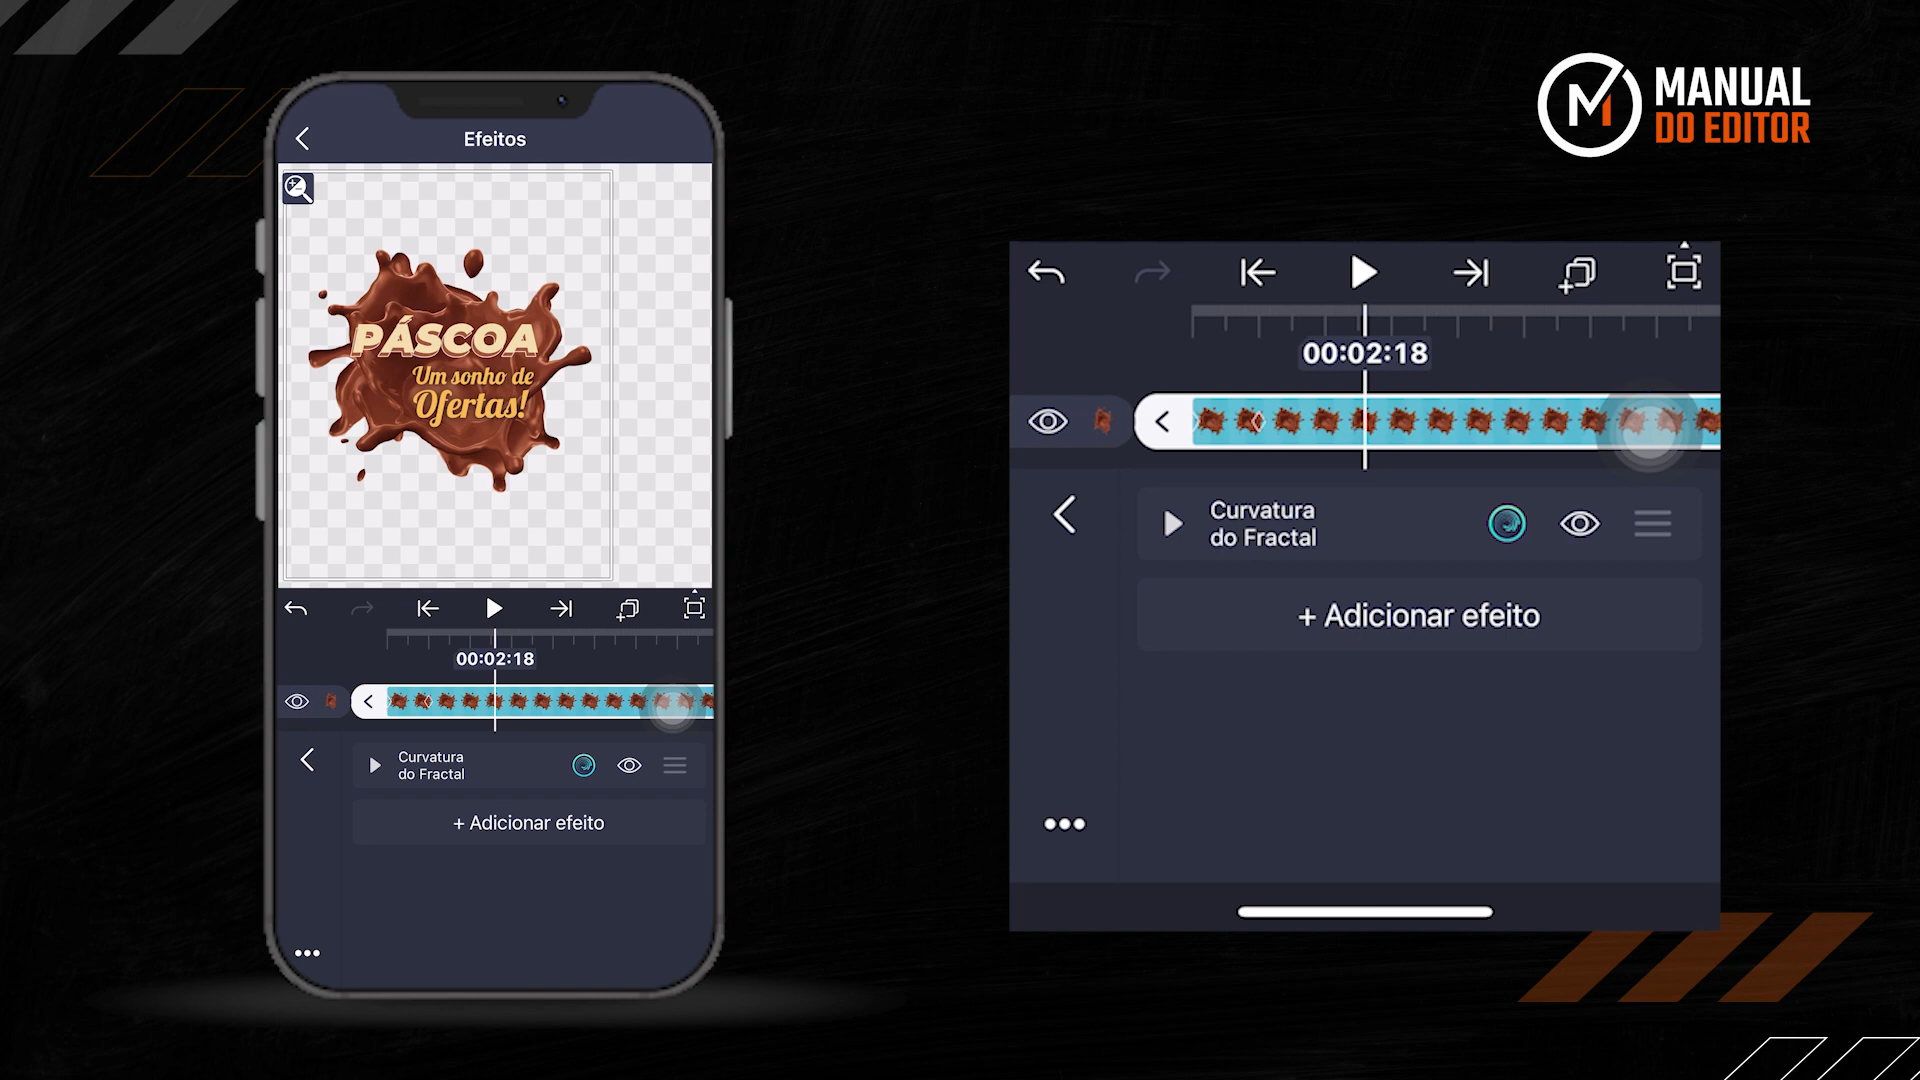 Efeitos
PÁSCOA
Um sonho de
Ofertas!
00:02:18
Curvatura
do Fractal
+ Adicionar efeito
MANUAL
DO EDITOR
00:02:18
Curvatura
do Fractal
+ Adicionar efeito